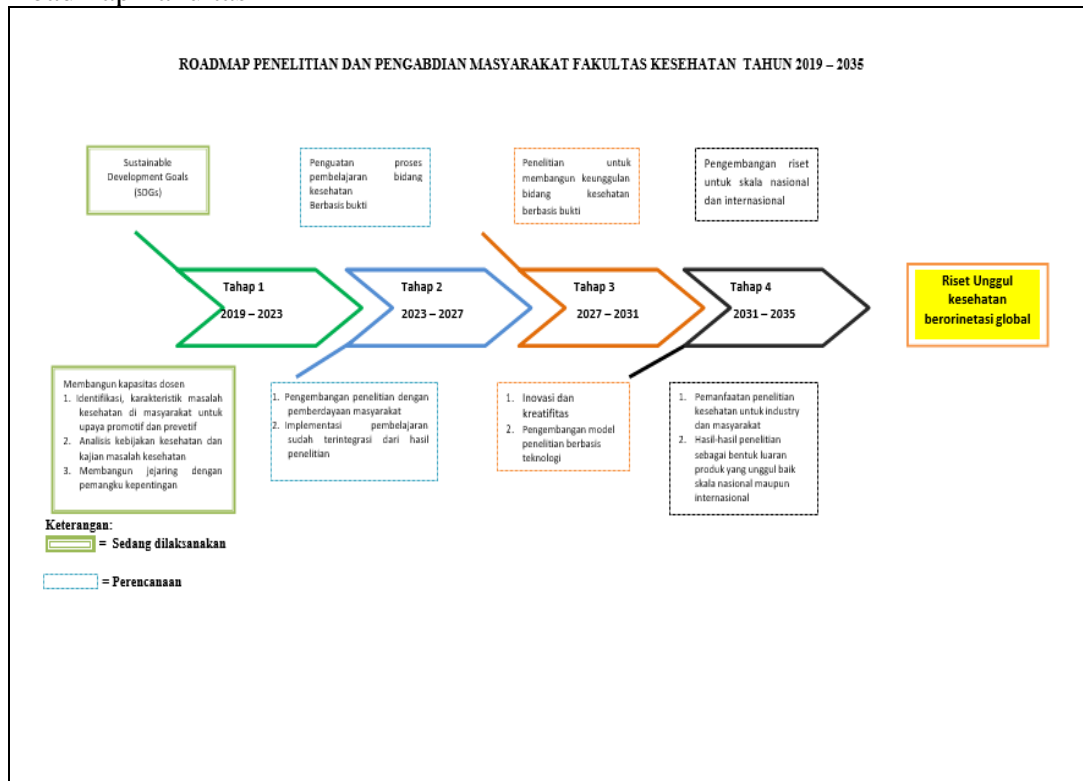 ROADMAP PENELITIAN DAN PENGABDIAN MASYARAKAT FAKULTAS KESEHATAN TAHUN 2019 – 2035
Sustainable
Development Goals
(SDGs)
Penguatan proses
pembelajaran bidang
kesehatan
Berbasis bukti
Penelitian untuk
membangun keunggulan
bidang kesehatan
berbasis bukti
Pengembangan riset
untuk skala nasional
dan internasional
Tahap 1
2019 – 2023
Tahap 2
2023 – 2027
Tahap 3
2027 – 2031
Tahap 4
2031 – 2035
Riset Unggul
kesehatan
berorinetasi global
Membangun kapasitas dosen
1. Identifikasi, karakteristik masalah
kesehatan di masyarakat untuk
upaya promotif dan prevetif
2. Analisis kebijakan kesehatan dan
kajian masalah kesehatan
3. Membangun jejaring dengan
pemangku kepentingan
1. Pengembangan penelitian dengan
pemberdayaan masyarakat
2. Implementasi pembelajaran
sudah terintegrasi dari hasil
penelitian
1. Inovasi dan
kreatifitas
2. Pengembangan model
penelitian berbasis
teknologi
1. Pemanfaatan penelitian
kesehatan untuk industry
dan masyarakat
2. Hasil-hasil penelitian
sebagai bentuk luaran
produk yang unggul baik
skala nasional maupun
internasional
Keterangan:
= Sedang dilaksanakan
= Perencanaan